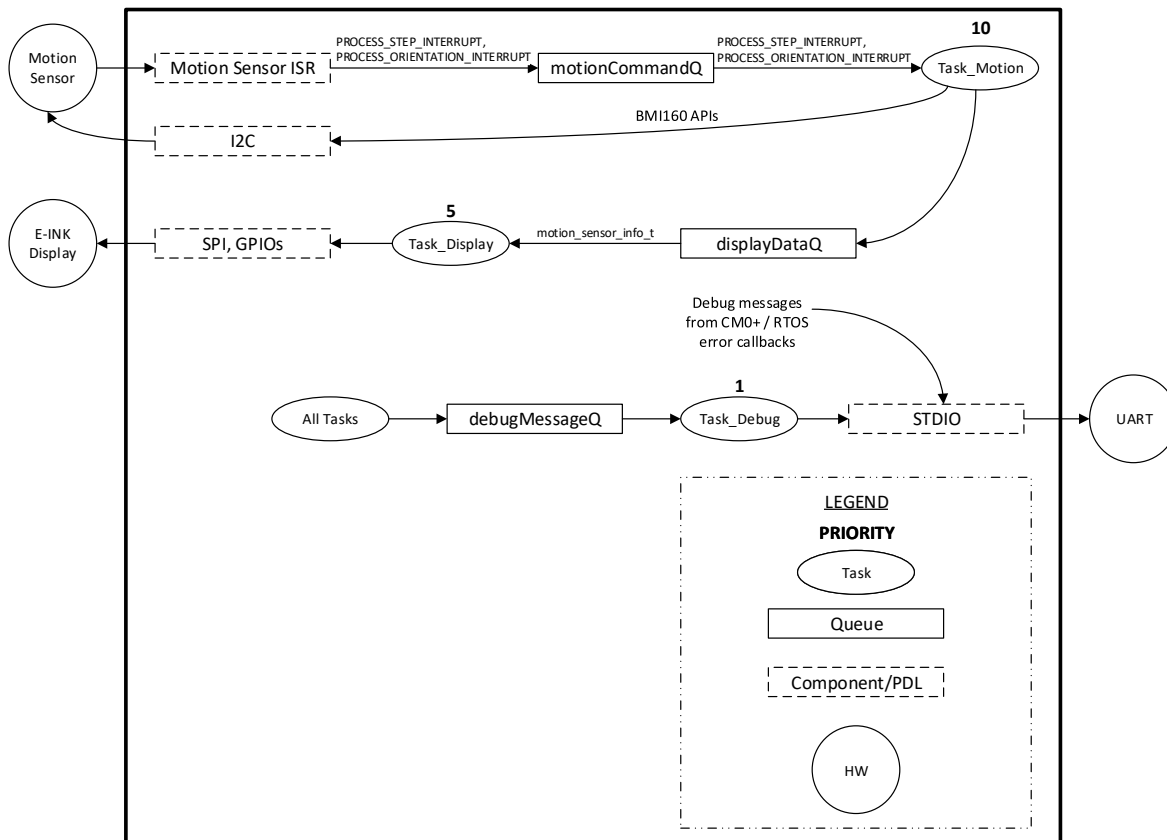 10
Motion
Sensor
Motion Sensor ISR
PROCESS_STEP_INTERRUPT,
PROCESS_ORIENTATION_INTERRUPT
motionCommandQ
PROCESS_STEP_INTERRUPT,
PROCESS_ORIENTATION_INTERRUPT
Task_Motion
BMI160 APIs
I2C
E-INK
Display
SPI, GPIOs
5
Task_Display
motion_sensor_info_t
displayDataQ
Debug messages
from CM0+ / RTOS
error callbacks
All Tasks
debugMessageQ
1
Task_Debug
STDIO
UART
LEGEND
PRIORITY
Task
Queue
Component/PDL
HW